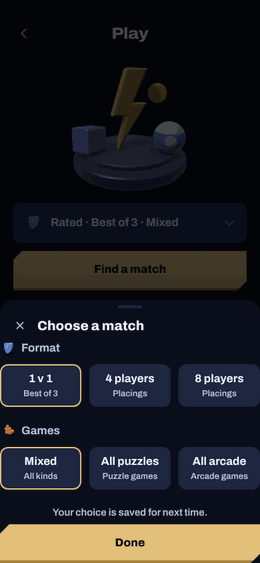 Play
Rated · Best of 3 · Mixed
Find a match
Choose a match
Format
1 v 1
Best of 3
4 players
Placings
8 players
Placings
Games
Mixed
All kinds
All puzzles
Puzzle games
All arcade
Arcade games
Your choice is saved for next time.
Done